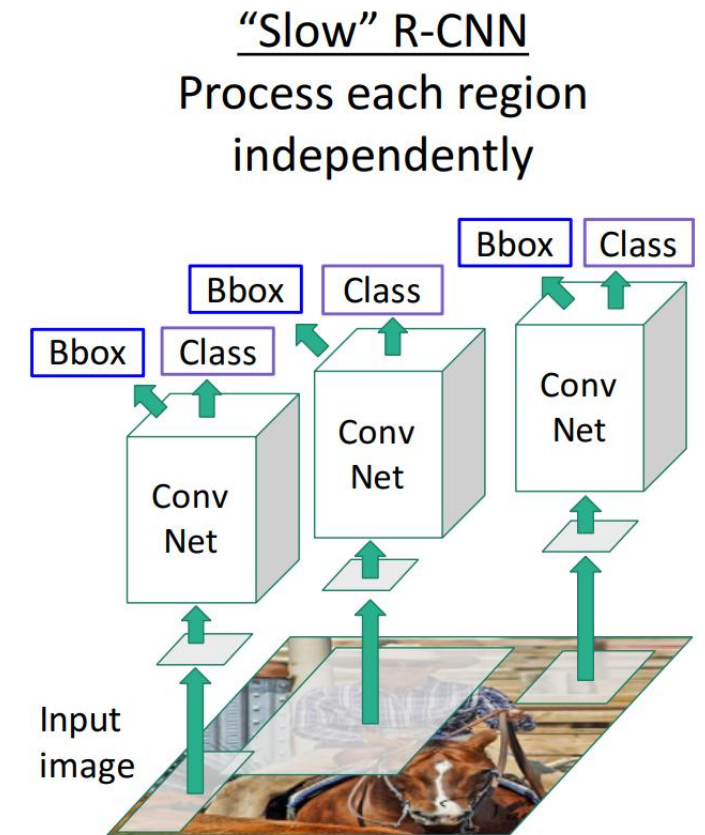 “Slow” R-CNN
Process each region
independently
Bbox Class
Bbox Class
Bbox Class
Conv
Net
Conv
Net
Conv
Net
Input
image